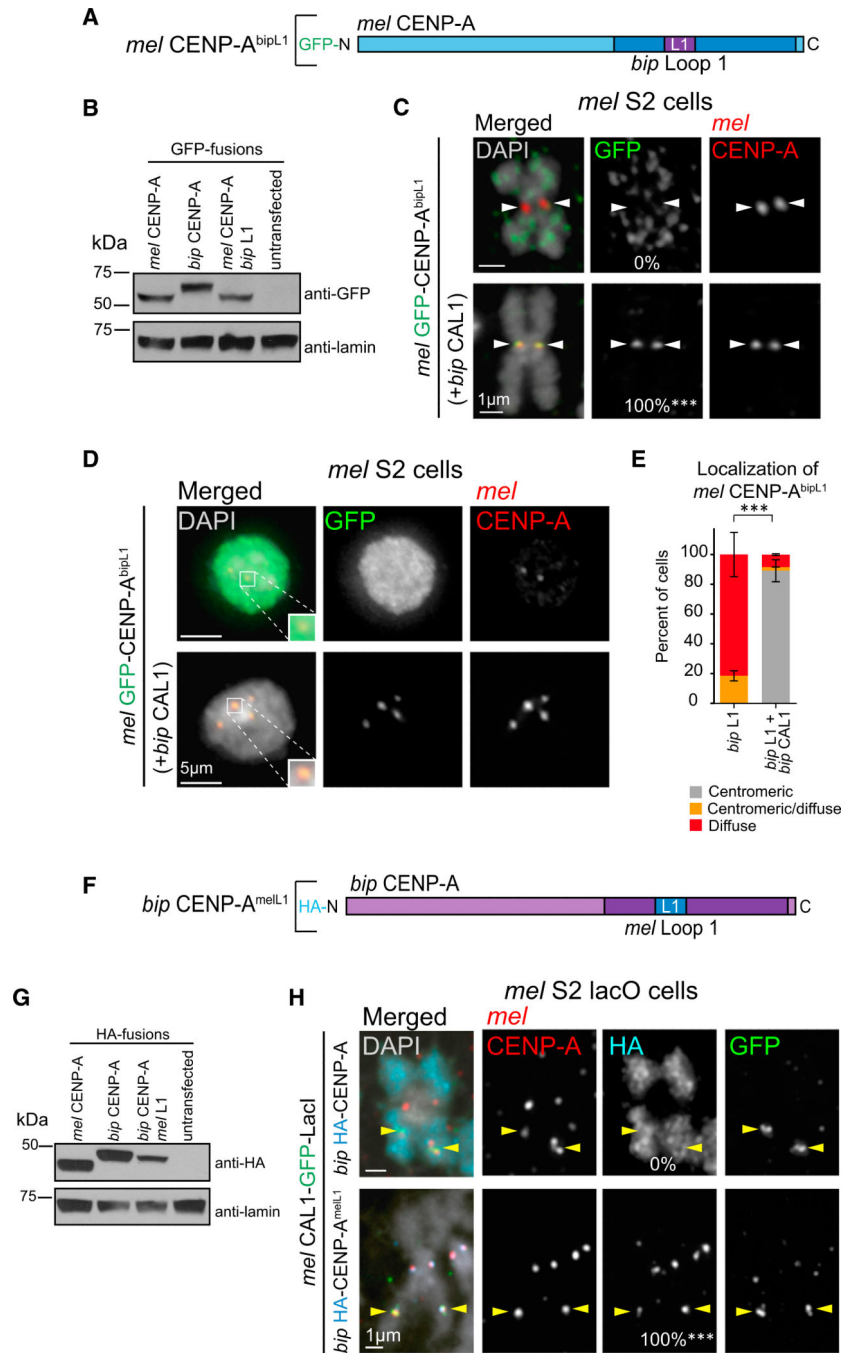 A
mel CENP-A
mel CENP-A^bipL1
GFP-N
L1
C
bip Loop 1
B
GFP-fusions
mel CENP-A
bip CENP-A
mel CENP-A
bip L1
untransfected
kDa
75
50
anti-GFP
75
anti-lamin
C
mel S2 cells
Merged
mel
DAPI
GFP
CENP-A
mel GFP-CENP-A^bipL1
(+bip CAL1)
0%
1µm
100%***
D
mel S2 cells
Merged
mel
DAPI
GFP
CENP-A
mel GFP-CENP-A^bipL1
(+bip CAL1)
5µm
E
Localization of
mel CENP-A^bipL1
***
Percent of cells
100
80
60
40
20
0
bip L1
bip L1 +
bip CAL1
Centromeric
Centromeric/diffuse
Diffuse
F
bip CENP-A
bip CENP-A^melL1
HA-N
L1
C
mel Loop 1
G
HA-fusions
mel CENP-A
bip CENP-A
bip CENP-A
mel L1
untransfected
kDa
50
anti-HA
75
anti-lamin
H
mel S2 lacO cells
Merged
mel
DAPI
CENP-A
HA
GFP
mel CAL1-GFP-LacI
bip HA-CENP-A
0%
bip HA-CENP-A^melL1
1µm
100%***